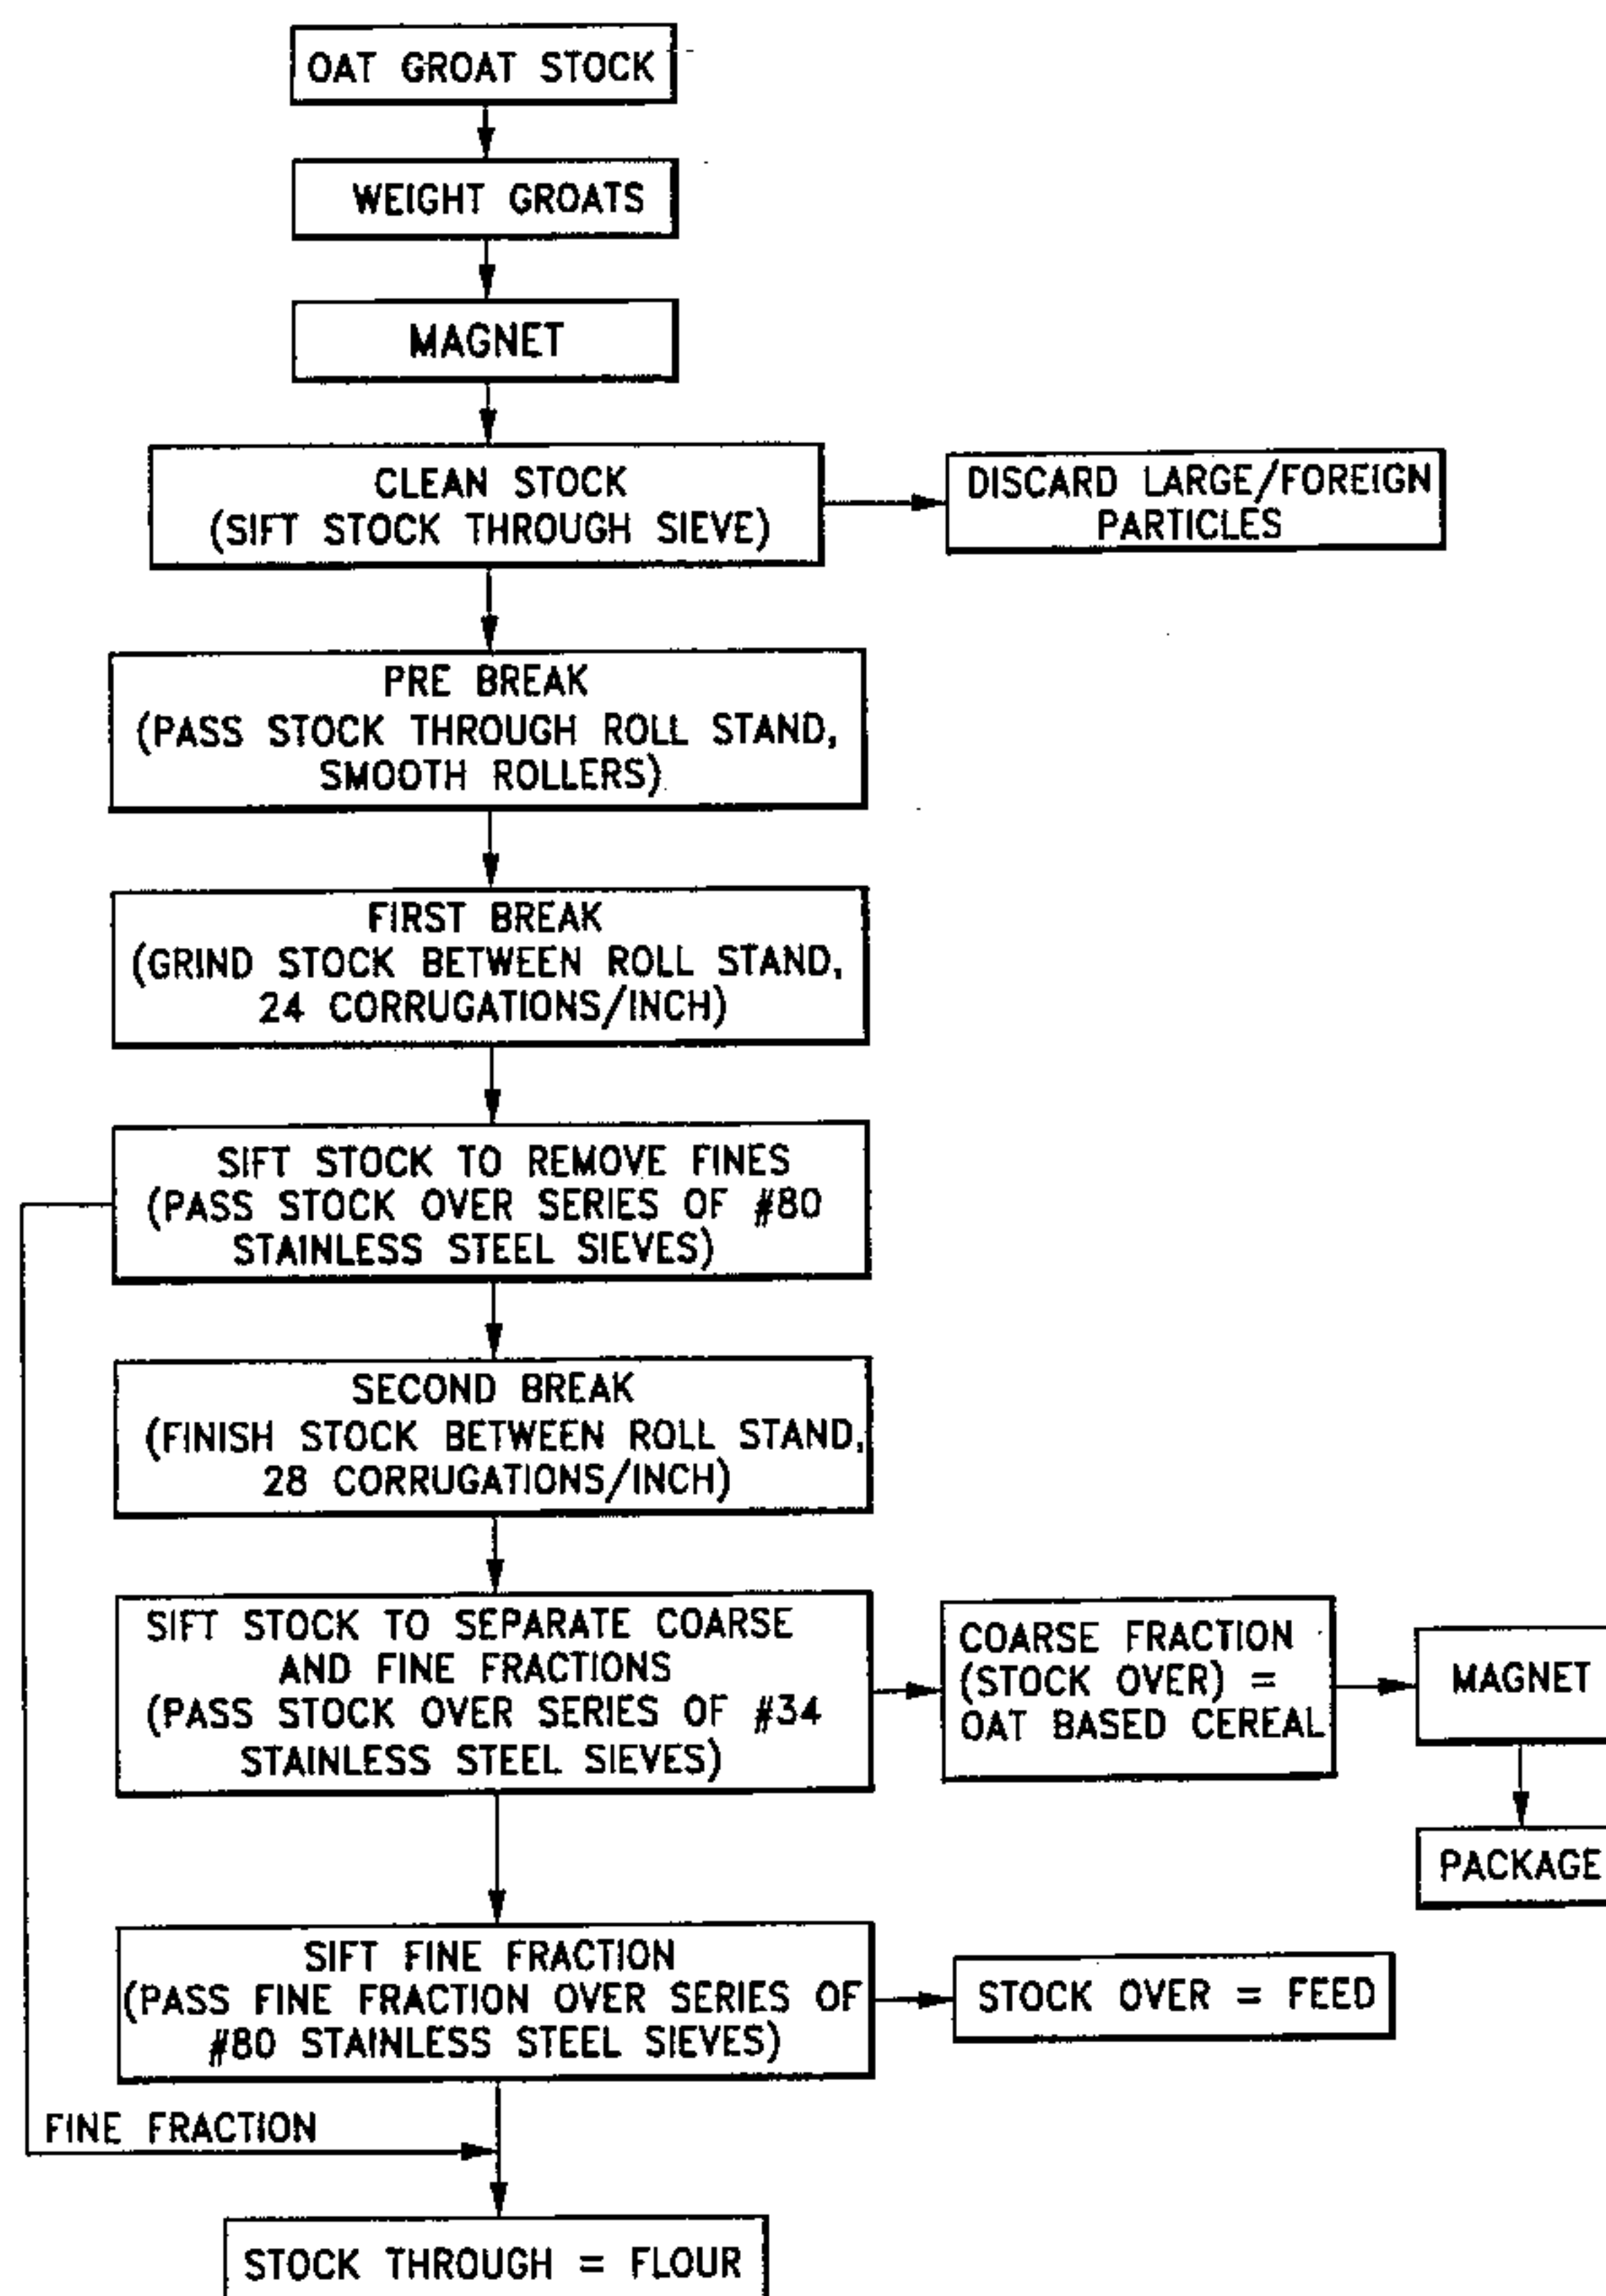 OAT GROAT STOCK
WEIGHT GROATS
MAGNET
CLEAN STOCK
(SIFT STOCK THROUGH SIEVE)
DISCARD LARGE/FOREIGN
PARTICLES
PRE BREAK
(PASS STOCK THROUGH ROLL STAND,
SMOOTH ROLLERS)
FIRST BREAK
(GRIND STOCK BETWEEN ROLL STAND,
24 CORRUGATIONS/INCH)
SIFT STOCK TO REMOVE FINES
(PASS STOCK OVER SERIES OF #80
STAINLESS STEEL SIEVES)
SECOND BREAK
(FINISH STOCK BETWEEN ROLL STAND,
28 CORRUGATIONS/INCH)
SIFT STOCK TO SEPARATE COARSE
AND FINE FRACTIONS
(PASS STOCK OVER SERIES OF #34
STAINLESS STEEL SIEVES)
COARSE FRACTION
(STOCK OVER) =
OAT BASED CEREAL
MAGNET
PACKAGE
SIFT FINE FRACTION
(PASS FINE FRACTION OVER SERIES OF
#80 STAINLESS STEEL SIEVES)
STOCK OVER = FEED
FINE FRACTION
STOCK THROUGH = FLOUR